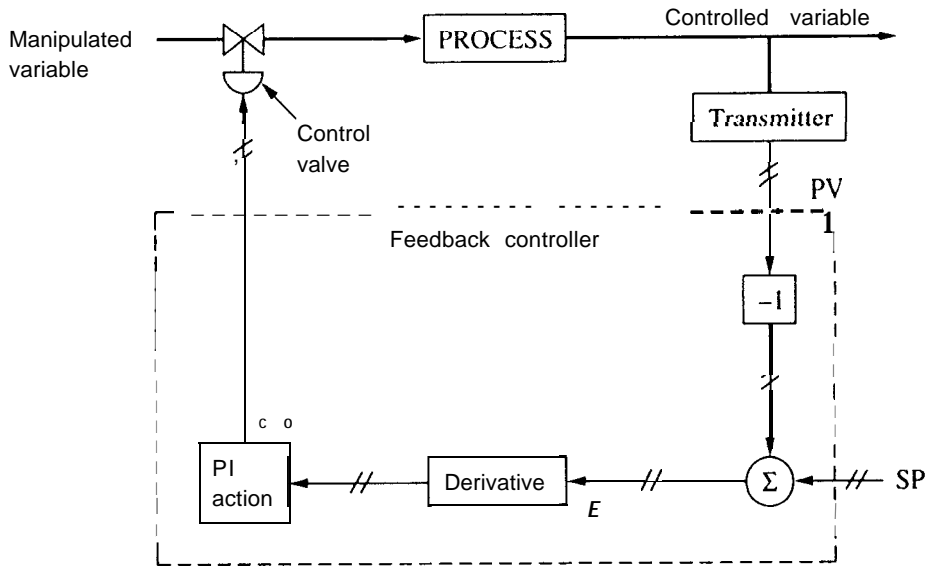 Controlled variable
Manipulated
variable
PROCESS
Control
valve
Transmitter
PV
1
Feedback controller
−1
c o
PI
action
Derivative
E
Σ
SP